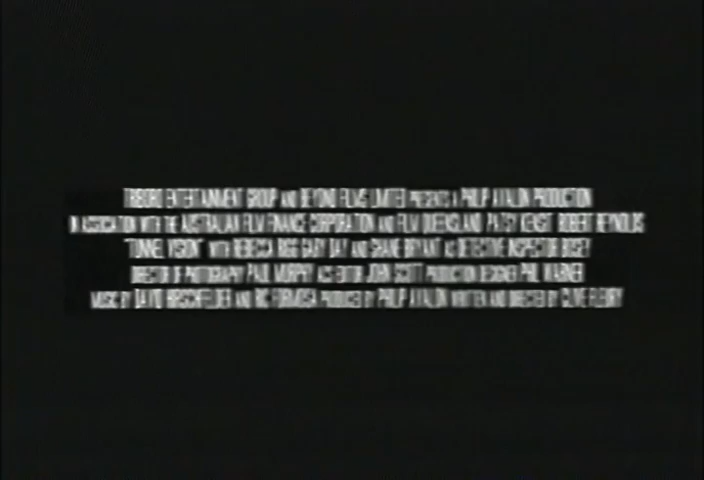 ENTERTAINMENT GROUP AND BEYOND FILMS LIMITED PRESENTS A PHILIP AVALON PRODUCTION
IN ASSOCIATION WITH THE AUSTRALIAN FILM FINANCE CORPORATION AND FILM QUEENSLAND PATSY KENSIT ROBERT REYNOLDS
"TUNNEL VISION" WITH REBECCA RIGG GARY DAY AND SHANE BRYANT AS DETECTIVE INSPECTOR
DIRECTOR OF PHOTOGRAPHY PAUL MURPHY ACS EDITOR JOHN SCOTT PRODUCTION DESIGNER PHIL WARNER
MUSIC BY DAVID HIRSCHFELDER AND RIC FORMOSA PRODUCED BY PHILIP AVALON WRITTEN AND DIRECTED BY CLIVE FLEURY